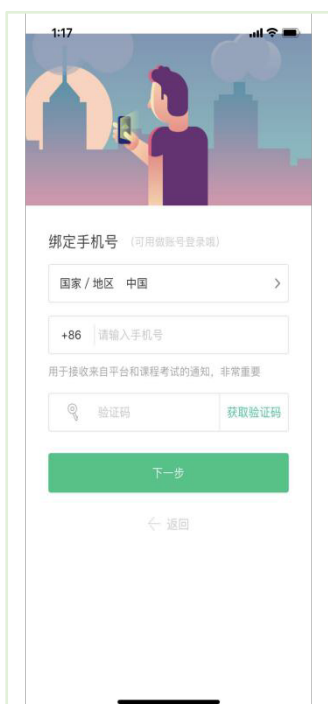 1:17
绑定手机号 (可用做账号登录哦)
国家 / 地区 中国
+86 请输入手机号
用于接收来自平台和课程考试的通知，非常重要
验证码 获取验证码
下一步
← 返回